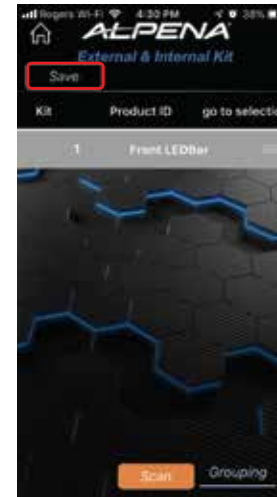 Rogers Wi-Fi 4:30 PM 38%
ALPENA
External & Internal Kit
Save
Kit Product ID go to selectio
1 Front LEDBar
Scan Grouping